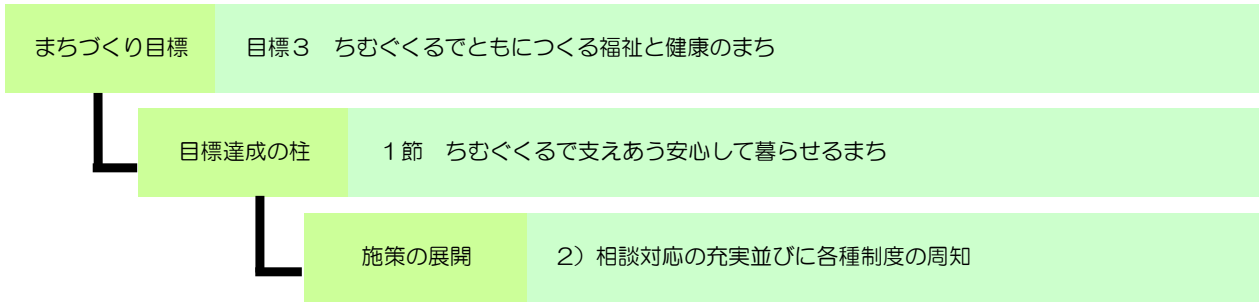 まちづくり目標　目標３　ちむぐくるでともにつくる福祉と健康のまち
目標達成の柱　１節　ちむぐくるで支えあう安心して暮らせるまち
施策の展開　２）相談対応の充実並びに各種制度の周知